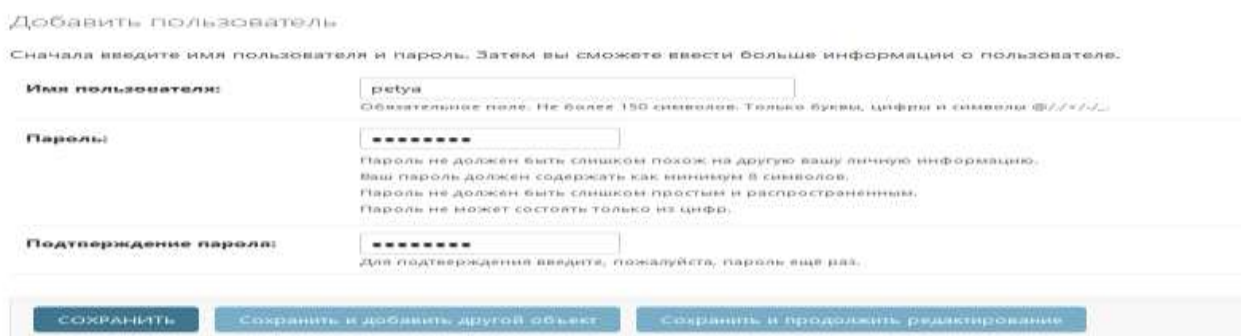 Добавить пользователь
Сначала введите имя пользователя и пароль. Затем вы сможете ввести больше информации о пользователе.
Имя пользователя:
petya
Обязательное поле. Не более 150 символов. Только буквы, цифры и символы @/./+/-/_.
Пароль:
••••••••
Пароль не должен быть слишком похож на другую вашу личную информацию.
Ваш пароль должен содержать как минимум 8 символов.
Пароль не должен быть слишком простым и распространенным.
Пароль не может состоять только из цифр.
Подтверждение пароля:
••••••••
Для подтверждения введите, пожалуйста, пароль ещё раз.
СОХРАНИТЬ
Сохранить и добавить другой объект
Сохранить и продолжить редактирование